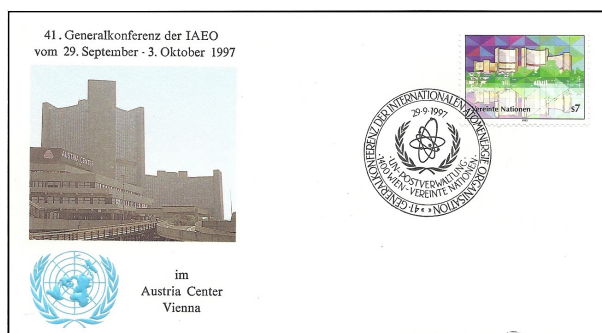 41. Generalkonferenz der IAEO
vom 29. September - 3. Oktober 1997
AUSTRIA CENTER
im
Austria Center
Vienna
41. GENERALKONFERENZ DER INTERNATIONALEN ATOMENERGIE ORGANISATION
29-9-1997
·UN-POSTVERWALTUNG·
1400 WIEN - VEREINTE NATIONEN
Vereinte Nationen
s7